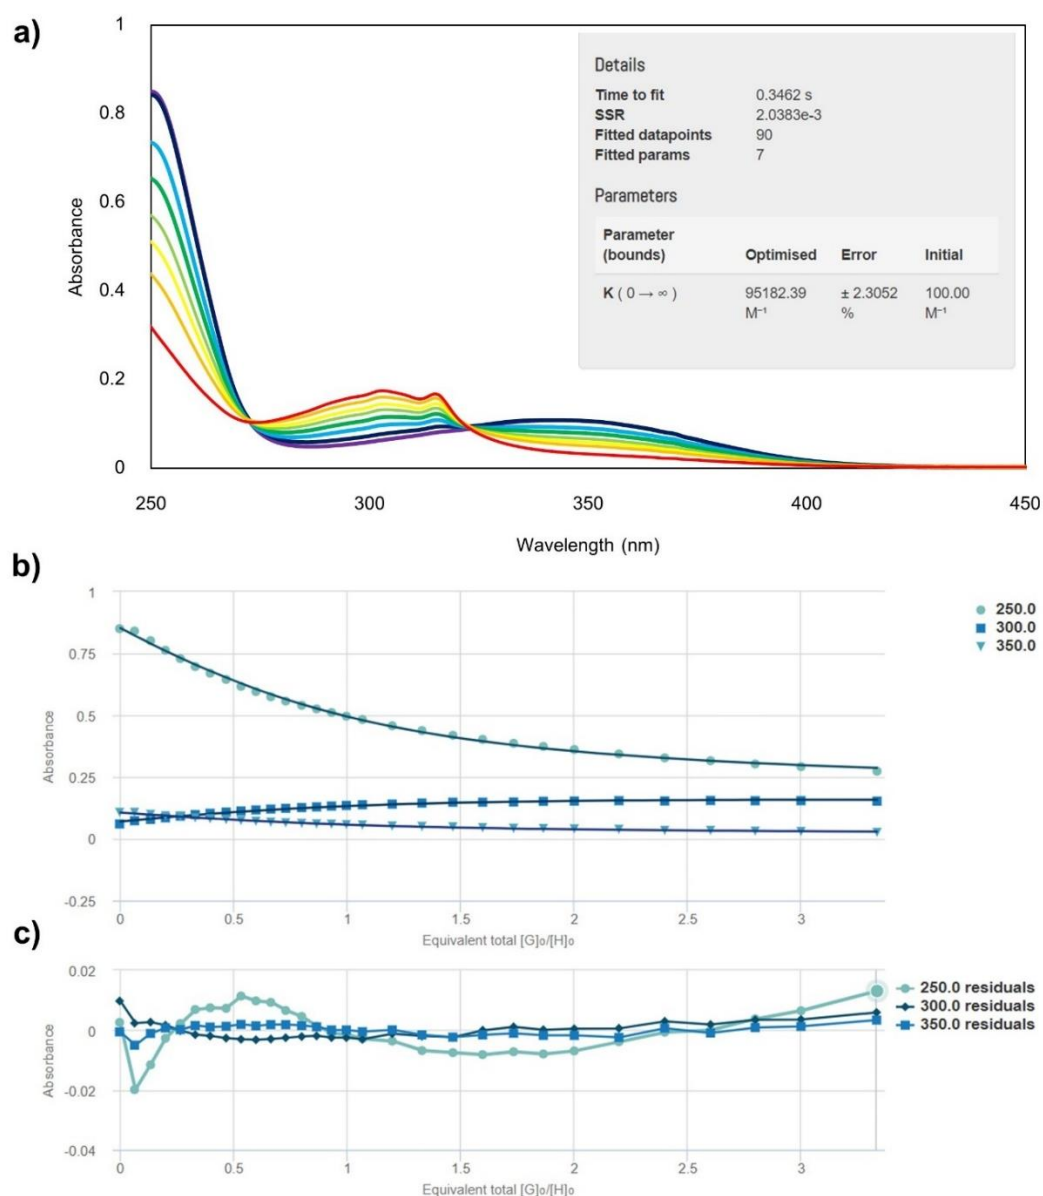 a)
1
0.8
0.6
0.4
0.2
0
Absorbance
250 300 350 400 450
Wavelength (nm)
Details
Time to fit 0.3462 s
SSR 2.0383e-3
Fitted datapoints 90
Fitted params 7
Parameters
Parameter
(bounds) Optimised Error Initial
K ( 0 → ∞ ) 95182.39 ± 2.3052 100.00
M⁻¹ % M⁻¹
b)
1
0.75
0.5
0.25
0
-0.25
Absorbance
0 0.5 1 1.5 2 2.5 3
Equivalent total [G]₀/[H]₀
250.0
300.0
350.0
c)
0.02
0
-0.02
-0.04
Absorbance
0 0.5 1 1.5 2 2.5 3
Equivalent total [G]₀/[H]₀
250.0 residuals
300.0 residuals
350.0 residuals